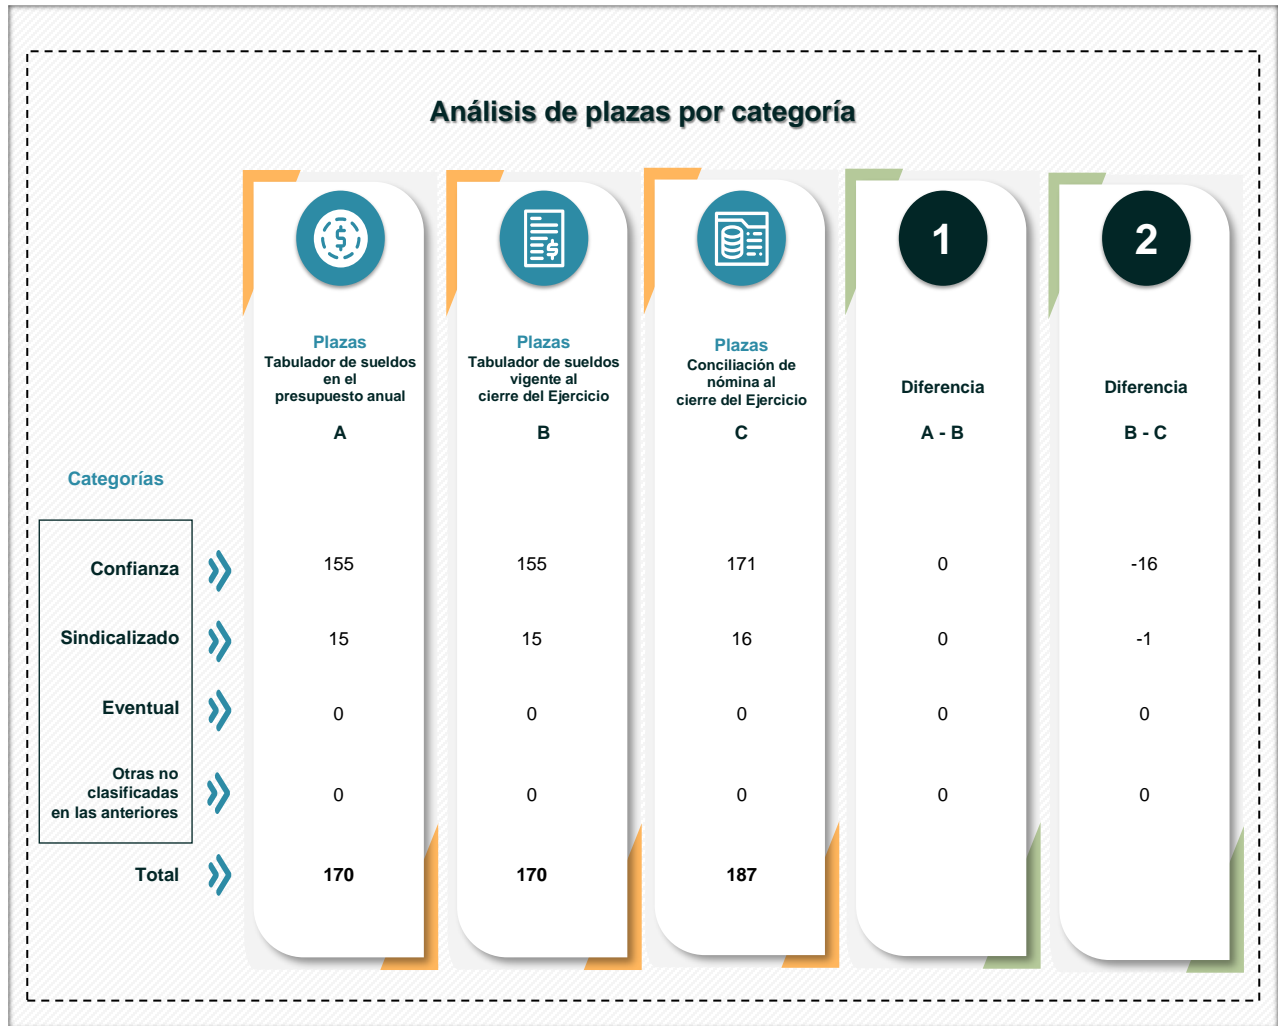 Análisis de plazas por categoría
$
$
1
2
Plazas
Tabulador de sueldos
en el
presupuesto anual
A
Plazas
Tabulador de sueldos
vigente al
cierre del Ejercicio
B
Plazas
Conciliación de
nómina al
cierre del Ejercicio
C
Diferencia
A - B
Diferencia
B - C
Categorías
Confianza 155 155 171 0 -16
Sindicalizado 15 15 16 0 -1
Eventual 0 0 0 0 0
Otras no
clasificadas
en las anteriores 0 0 0 0 0
Total 170 170 187